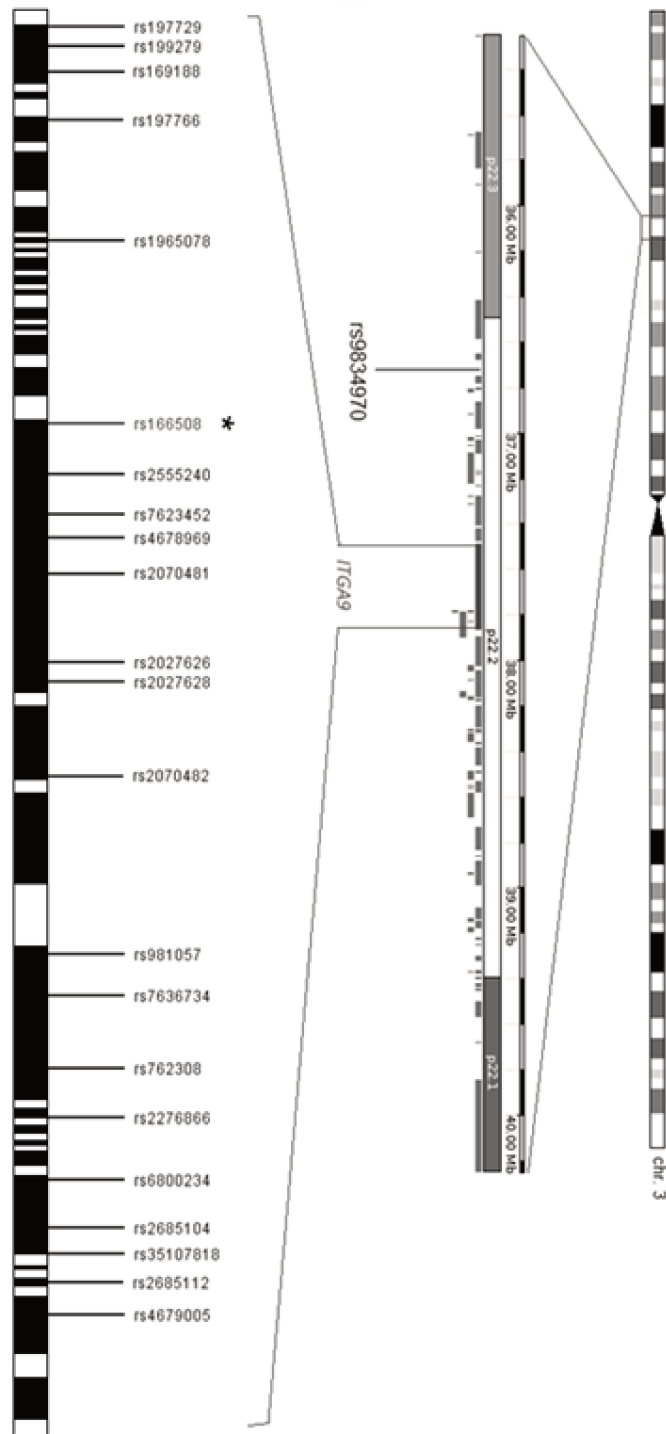 rs197729
rs199279
rs169188
rs197766
rs1965078
rs166508 *
rs2555240
rs7623452
rs4678969
rs2070481
rs2027626
rs2027628
rs2070482
rs981057
rs7636734
rs762308
rs2276866
rs6800234
rs2685104
rs35107818
rs2685112
rs4679005
ITGA9
rs9834970
p22.3
p22.2
p22.1
36.00 Mb
37.00 Mb
38.00 Mb
39.00 Mb
40.00 Mb
chr. 3